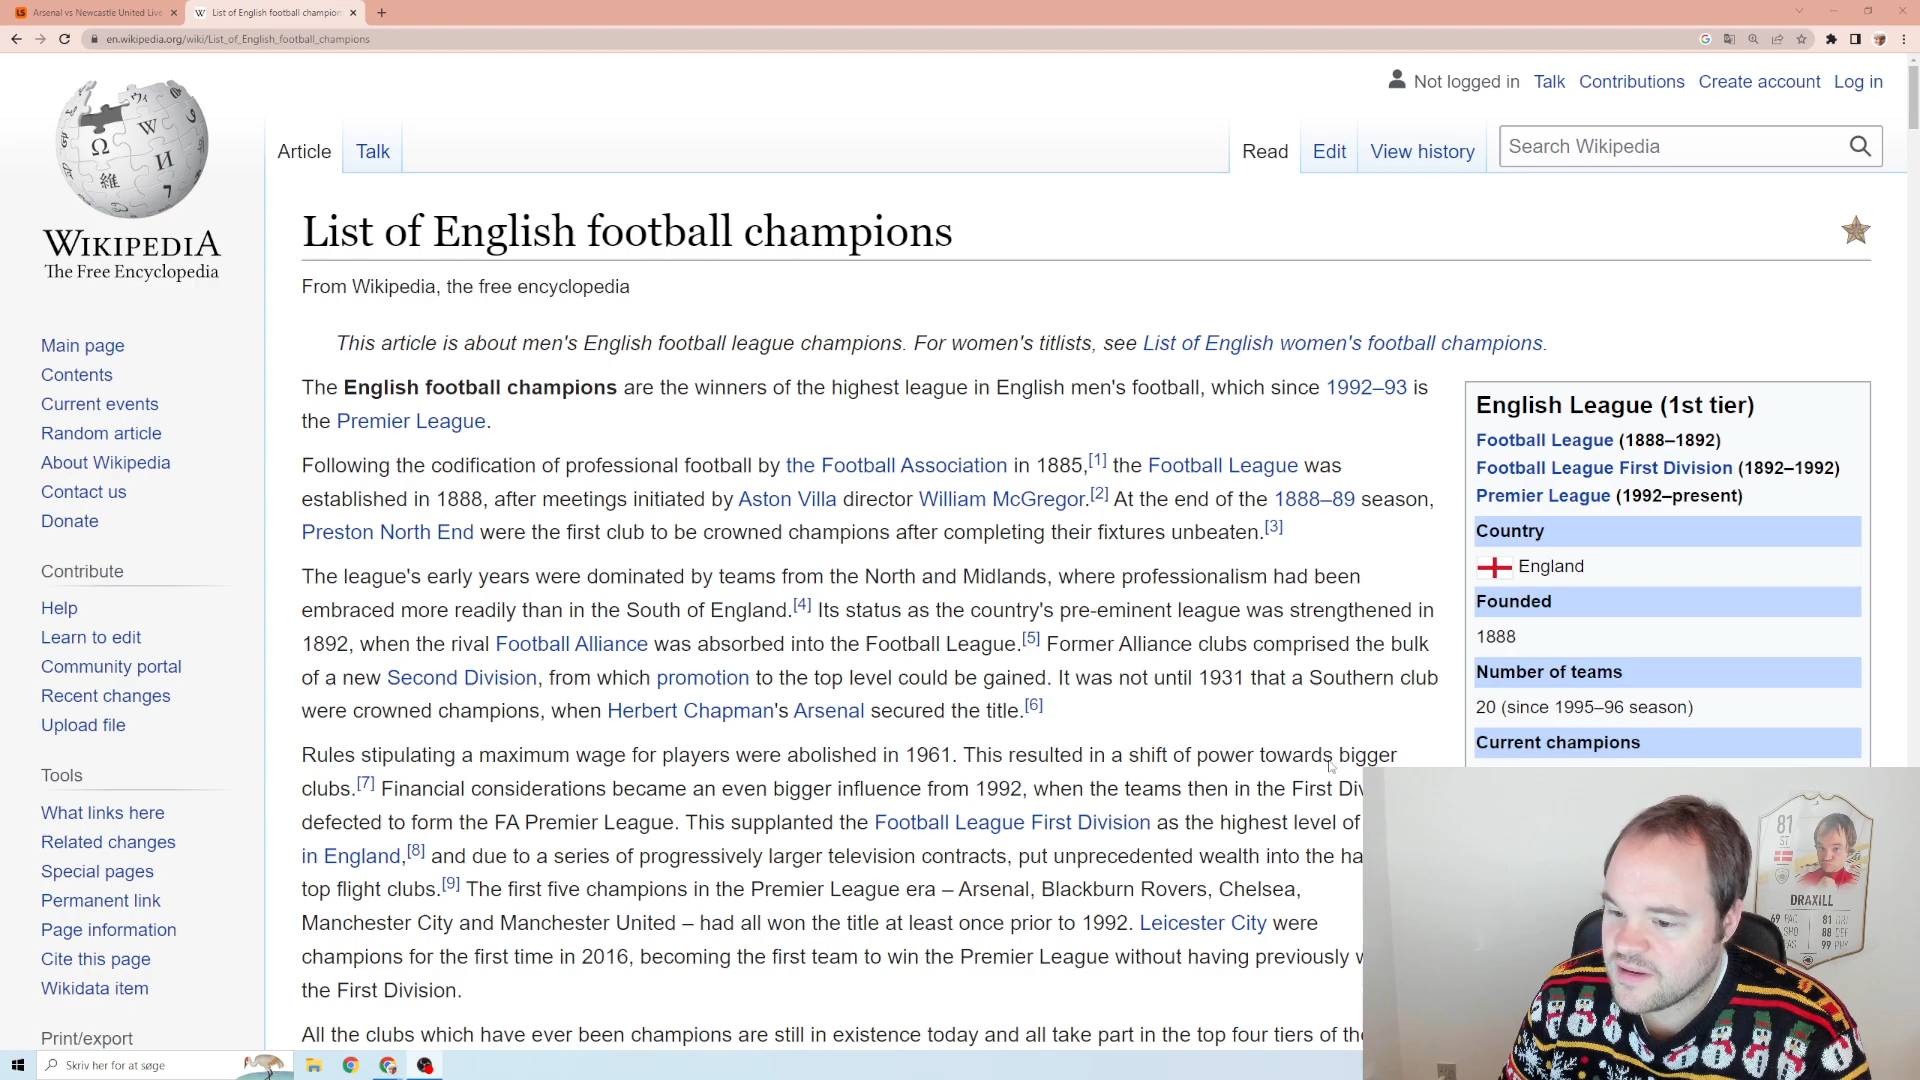 Arsenal vs Newcastle United Live
List of English football champion
en.wikipedia.org/wiki/List_of_English_football_champions
Not logged in Talk Contributions Create account Log in
Article Talk Read Edit View history Search Wikipedia
WIKIPEDIA
The Free Encyclopedia
List of English football champions
From Wikipedia, the free encyclopedia
This article is about men's English football league champions. For women's titlists, see List of English women's football champions.
The English football champions are the winners of the highest league in English men's football, which since 1992–93 is
the Premier League.
Following the codification of professional football by the Football Association in 1885,[1] the Football League was
established in 1888, after meetings initiated by Aston Villa director William McGregor.[2] At the end of the 1888–89 season,
Preston North End were the first club to be crowned champions after completing their fixtures unbeaten.[3]
The league's early years were dominated by teams from the North and Midlands, where professionalism had been
embraced more readily than in the South of England.[4] Its status as the country's pre-eminent league was strengthened in
1892, when the rival Football Alliance was absorbed into the Football League.[5] Former Alliance clubs comprised the bulk
of a new Second Division, from which promotion to the top level could be gained. It was not until 1931 that a Southern club
were crowned champions, when Herbert Chapman's Arsenal secured the title.[6]
Rules stipulating a maximum wage for players were abolished in 1961. This resulted in a shift of power towards bigger
clubs.[7] Financial considerations became an even bigger influence from 1992, when the teams then in the First Div
defected to form the FA Premier League. This supplanted the Football League First Division as the highest level of
in England,[8] and due to a series of progressively larger television contracts, put unprecedented wealth into the ha
top flight clubs.[9] The first five champions in the Premier League era – Arsenal, Blackburn Rovers, Chelsea,
Manchester City and Manchester United – had all won the title at least once prior to 1992. Leicester City were
champions for the first time in 2016, becoming the first team to win the Premier League without having previously w
the First Division.
All the clubs which have ever been champions are still in existence today and all take part in the top four tiers of the
English League (1st tier)
Football League (1888–1892)
Football League First Division (1892–1992)
Premier League (1992–present)
Country
England
Founded
1888
Number of teams
20 (since 1995–96 season)
Current champions
Main page
Contents
Current events
Random article
About Wikipedia
Contact us
Donate
Contribute
Help
Learn to edit
Community portal
Recent changes
Upload file
Tools
What links here
Related changes
Special pages
Permanent link
Page information
Cite this page
Wikidata item
Print/export
81
ST
DRAXILL
69 PAC 81
SHO 88 DEF
99 PHY
Skriv her for at søge